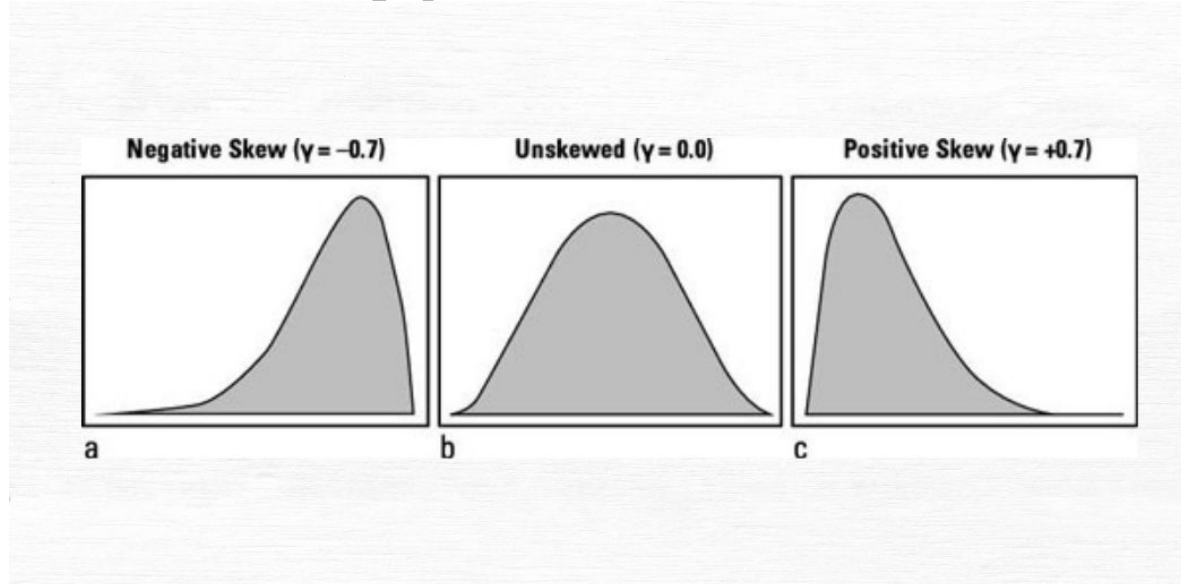 Negative Skew (γ = –0.7)
Unskewed (γ = 0.0)
Positive Skew (γ = +0.7)
a
b
c